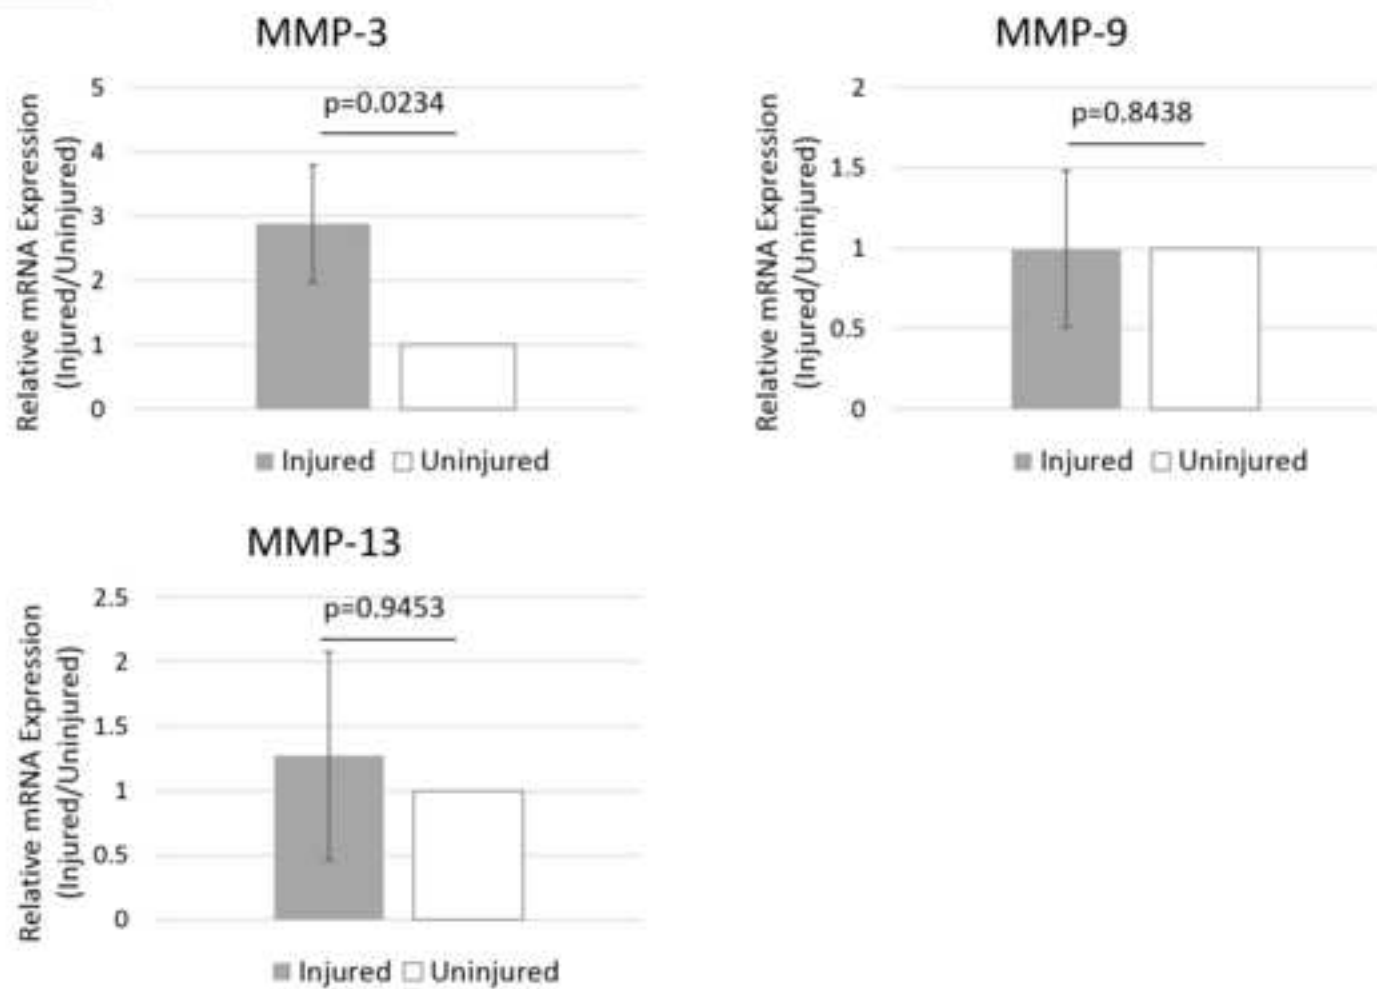 MMP-3
Relative mRNA Expression
(Injured/Uninjured)
5
4
3
2
1
0
p=0.0234
Injured Uninjured
MMP-9
Relative mRNA Expression
(Injured/Uninjured)
2
1.5
1
0.5
0
p=0.8438
Injured Uninjured
MMP-13
Relative mRNA Expression
(Injured/Uninjured)
2.5
2
1.5
1
0.5
0
p=0.9453
Injured Uninjured